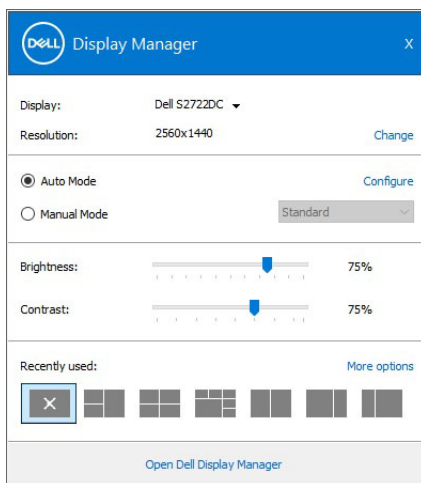 DELL Display Manager X
Display: Dell S2722DC
Resolution: 2560x1440 Change
Auto Mode Configure
Manual Mode Standard
Brightness: 75%
Contrast: 75%
Recently used: More options
Open Dell Display Manager